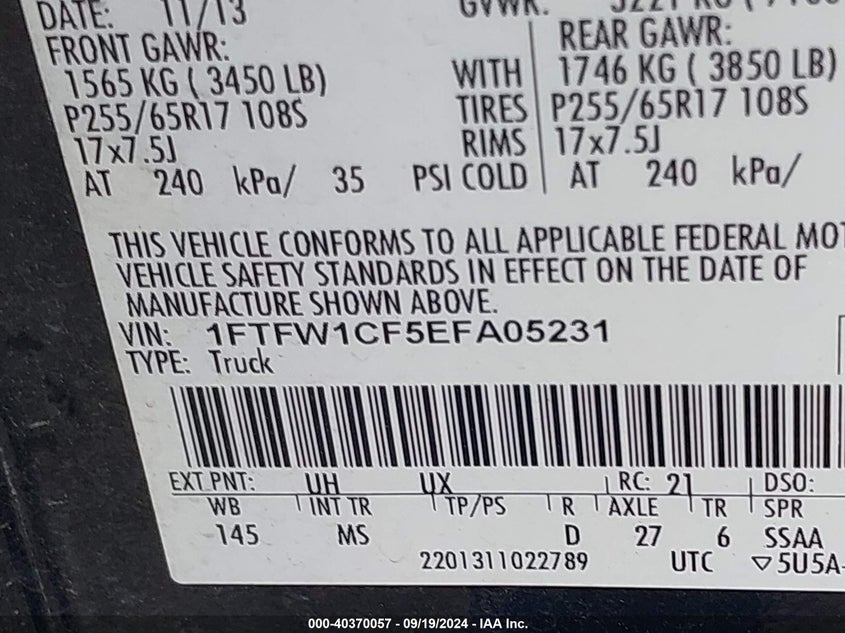 DATE: 11/13 GVWR:
FRONT GAWR: REAR GAWR:
1565 KG ( 3450 LB) WITH 1746 KG ( 3850 LB)
P255/65R17 108S TIRES P255/65R17 108S
17x7.5J RIMS 17x7.5J
AT 240 kPa/ 35 PSI COLD AT 240 kPa/
THIS VEHICLE CONFORMS TO ALL APPLICABLE FEDERAL MOT
VEHICLE SAFETY STANDARDS IN EFFECT ON THE DATE OF
MANUFACTURE SHOWN ABOVE.
VIN: 1FTFW1CF5EFA05231
TYPE: Truck
EXT PNT: UH UX RC: 21 DSO:
WB INT TR TP/PS R AXLE TR SPR
145 MS D 27 6 SSAA
2201311022789 UTC ▽5U5A-
000-40370057 - 09/19/2024 - IAA Inc.